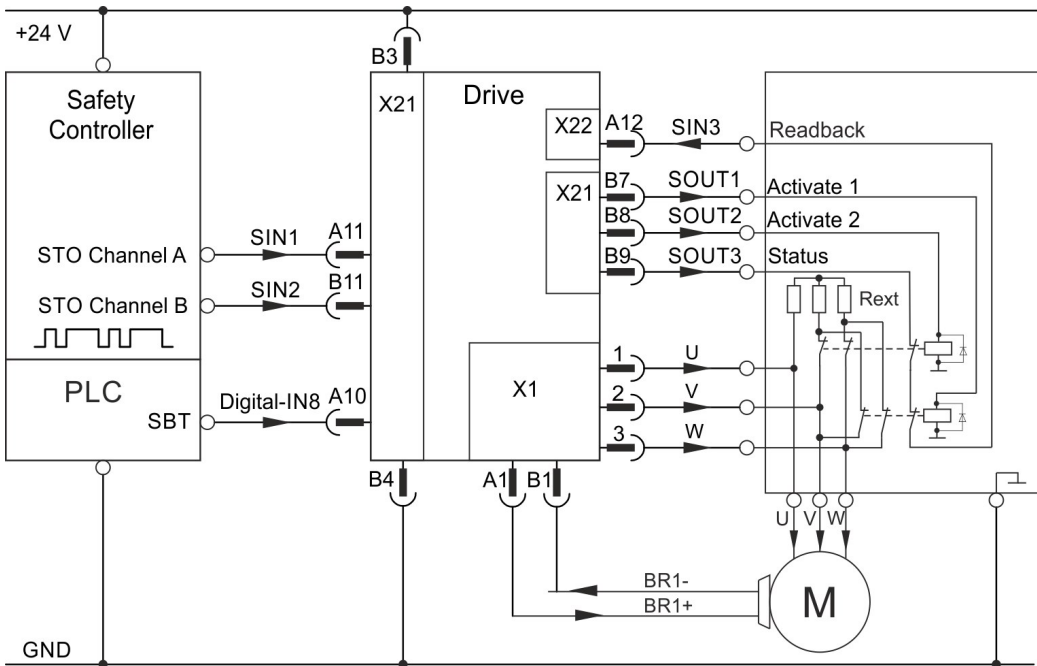 +24 V
B3
Safety
Controller
X21
Drive
X22
A12
SIN3
Readback
X21
B7
SOUT1
Activate 1
B8
SOUT2
Activate 2
B9
SOUT3
Status
STO Channel A
SIN1
A11
STO Channel B
SIN2
B11
Rext
PLC
SBT
Digital-IN8
A10
X1
1
U
2
V
3
W
B4
A1
B1
U
V
W
BR1-
BR1+
M
GND